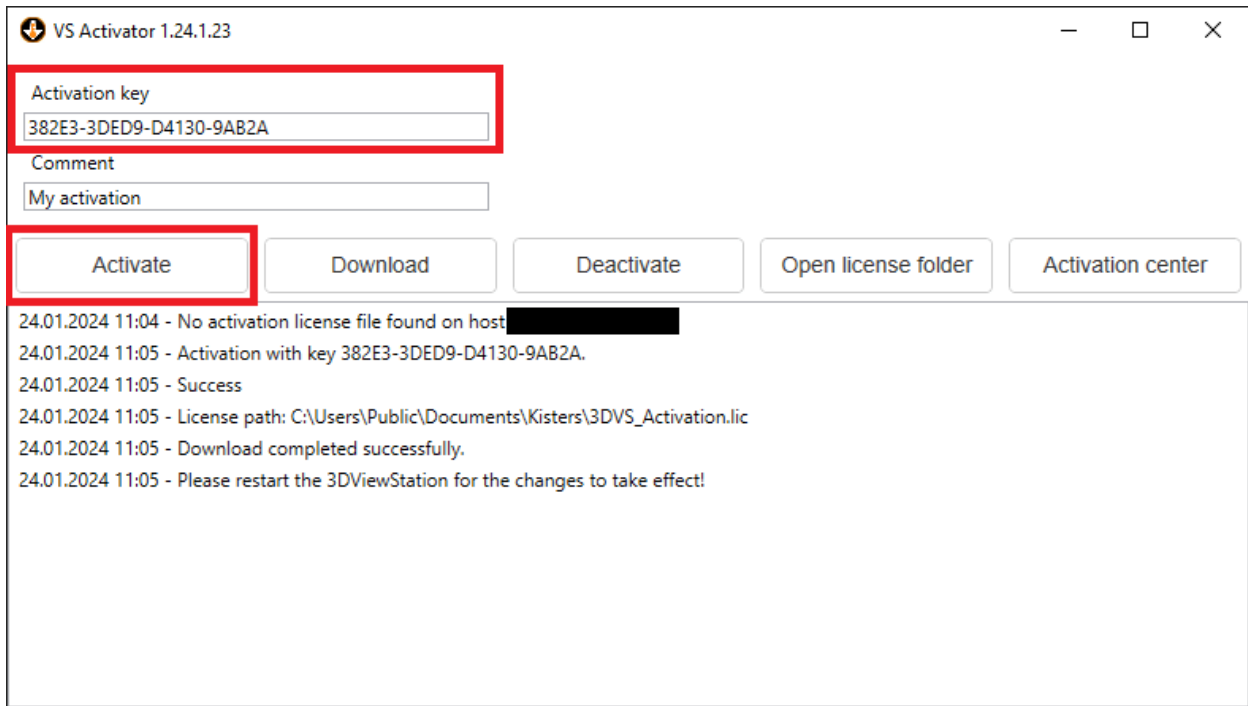 VS Activator 1.24.1.23
Activation key
382E3-3DED9-D4130-9AB2A
Comment
My activation
Activate Download Deactivate Open license folder Activation center
24.01.2024 11:04 - No activation license file found on host
24.01.2024 11:05 - Activation with key 382E3-3DED9-D4130-9AB2A.
24.01.2024 11:05 - Success
24.01.2024 11:05 - License path: C:\Users\Public\Documents\Kisters\3DVS_Activation.lic
24.01.2024 11:05 - Download completed successfully.
24.01.2024 11:05 - Please restart the 3DViewStation for the changes to take effect!